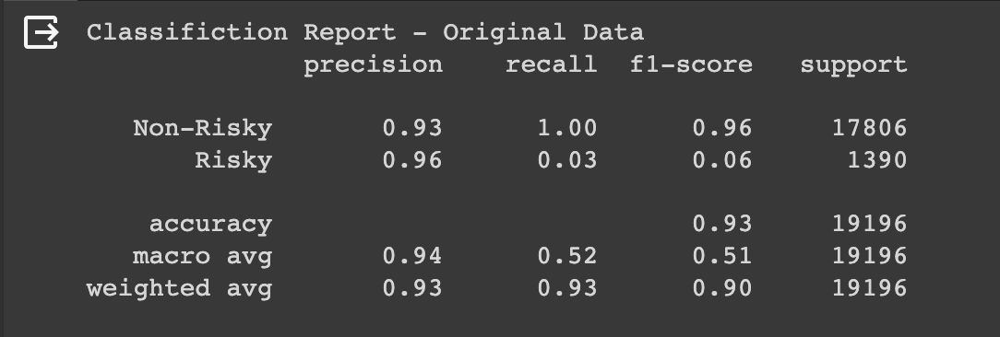 Classifiction Report - Original Data
precision recall f1-score support
Non-Risky 0.93 1.00 0.96 17806
Risky 0.96 0.03 0.06 1390
accuracy 0.93 19196
macro avg 0.94 0.52 0.51 19196
weighted avg 0.93 0.93 0.90 19196